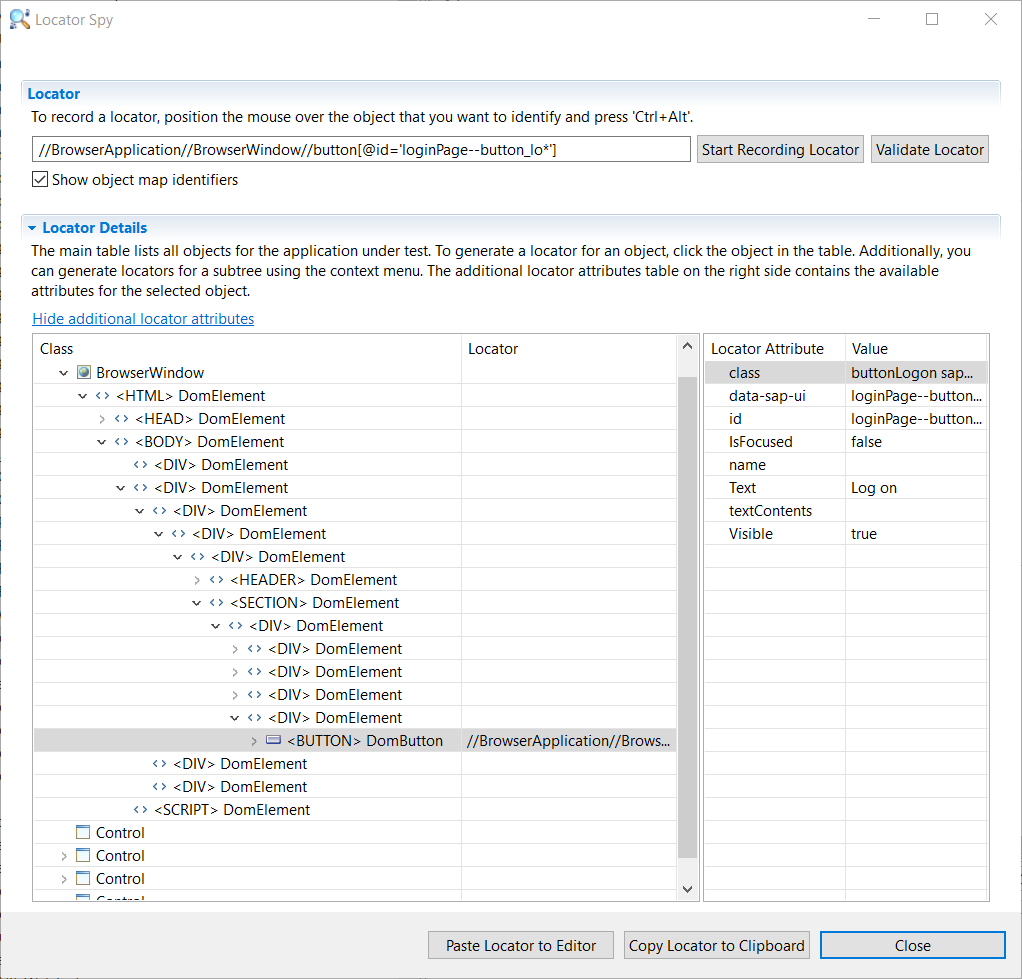 Locator Spy
Locator
To record a locator, position the mouse over the object that you want to identify and press 'Ctrl+Alt'.
//BrowserApplication//BrowserWindow//button[@id='loginPage--button_lo*']
Start Recording Locator
Validate Locator
Show object map identifiers
Locator Details
The main table lists all objects for the application under test. To generate a locator for an object, click the object in the table. Additionally, you
can generate locators for a subtree using the context menu. The additional locator attributes table on the right side contains the available
attributes for the selected object.
Hide additional locator attributes
Class Locator
BrowserWindow
<HTML> DomElement
<HEAD> DomElement
<BODY> DomElement
<DIV> DomElement
<DIV> DomElement
<DIV> DomElement
<DIV> DomElement
<DIV> DomElement
<HEADER> DomElement
<SECTION> DomElement
<DIV> DomElement
<DIV> DomElement
<DIV> DomElement
<DIV> DomElement
<DIV> DomElement
<BUTTON> DomButton //BrowserApplication//Brows...
<DIV> DomElement
<DIV> DomElement
<SCRIPT> DomElement
Control
Control
Control
Control
Locator Attribute Value
class buttonLogon sap...
data-sap-ui loginPage--button...
id loginPage--button...
IsFocused false
name
Text Log on
textContents
Visible true
Paste Locator to Editor
Copy Locator to Clipboard
Close